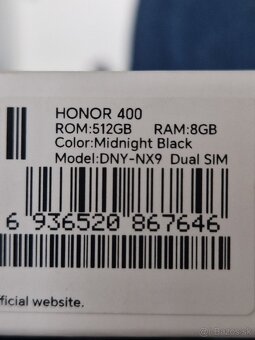 HONOR 400
ROM:512GB RAM:8GB
Color:Midnight Black
Model:DNY-NX9 Dual SIM
6 936520 867646
official website.